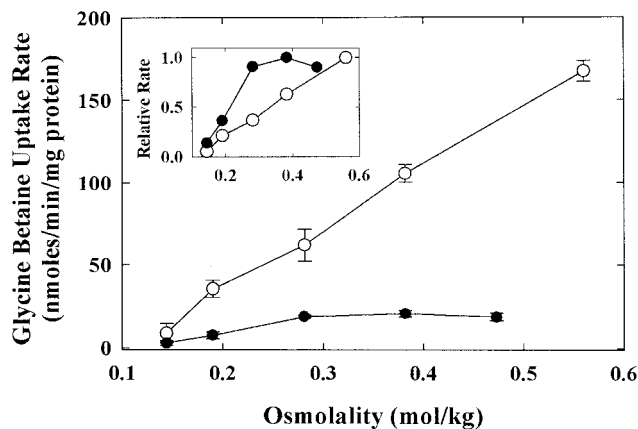 200
150
100
50
0
Glycine Betaine Uptake Rate
(nmoles/min/mg protein)
1.0
0.5
0.0
Relative Rate
0.2 0.4 0.6
0.1 0.2 0.3 0.4 0.5 0.6
Osmolality (mol/kg)